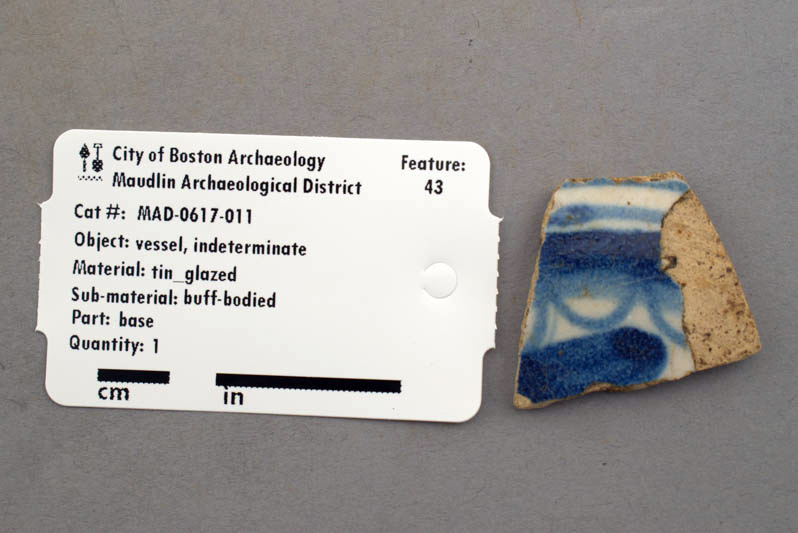 City of Boston Archaeology
Maudlin Archaeological District
Feature:
43
Cat #: MAD-0617-011
Object: vessel, indeterminate
Material: tin_glazed
Sub-material: buff-bodied
Part: base
Quantity: 1
cm
in